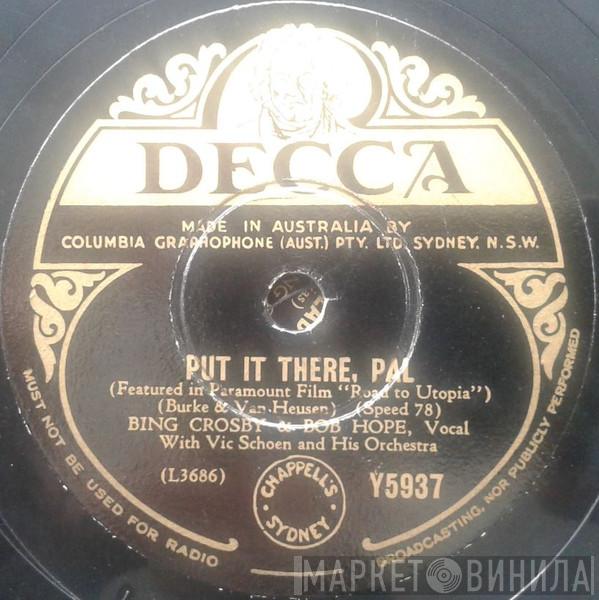 DECCA
MADE IN AUSTRALIA BY
COLUMBIA GRAPHOPHONE (AUST.) PTY. LTD. SYDNEY. N.S.W.
PUT IT THERE, PAL
(Featured in Paramount Film "Road to Utopia")
(Burke & Van Heusen) (Speed 78)
BING CROSBY & BOB HOPE, Vocal
With Vic Schoen and His Orchestra
(L3686)
CHAPPELL'S
SYDNEY
Y5937
MUST NOT BE USED FOR RADIO
BROADCASTING, NOR PUBLICLY PERFORMED
МАРКЕТ ВИНИЛА